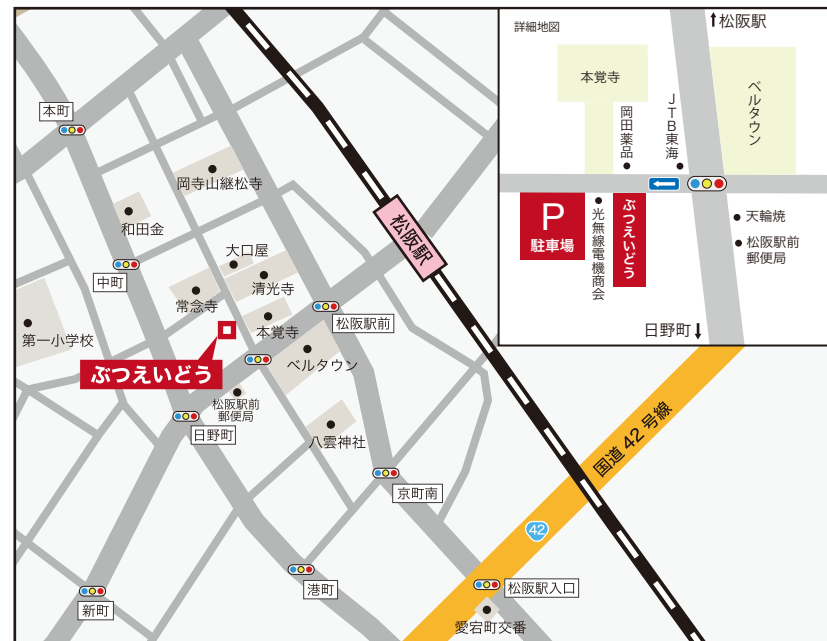 本町
岡寺山継松寺
和田金
大口屋
中町
清光寺
常念寺
松阪駅
第一小学校
本覚寺
松阪駅前
ベルタウン
ぶつえいどう
松阪駅前
郵便局
日野町
八雲神社
京町南
国道42号線
42
新町
港町
松阪駅入口
愛宕町交番
詳細地図
松阪駅
本覚寺
岡田薬品
JTB東海
ベルタウン
P
駐車場
光無線電機商会
ぶつえいどう
天輪焼
松阪駅前
郵便局
日野町